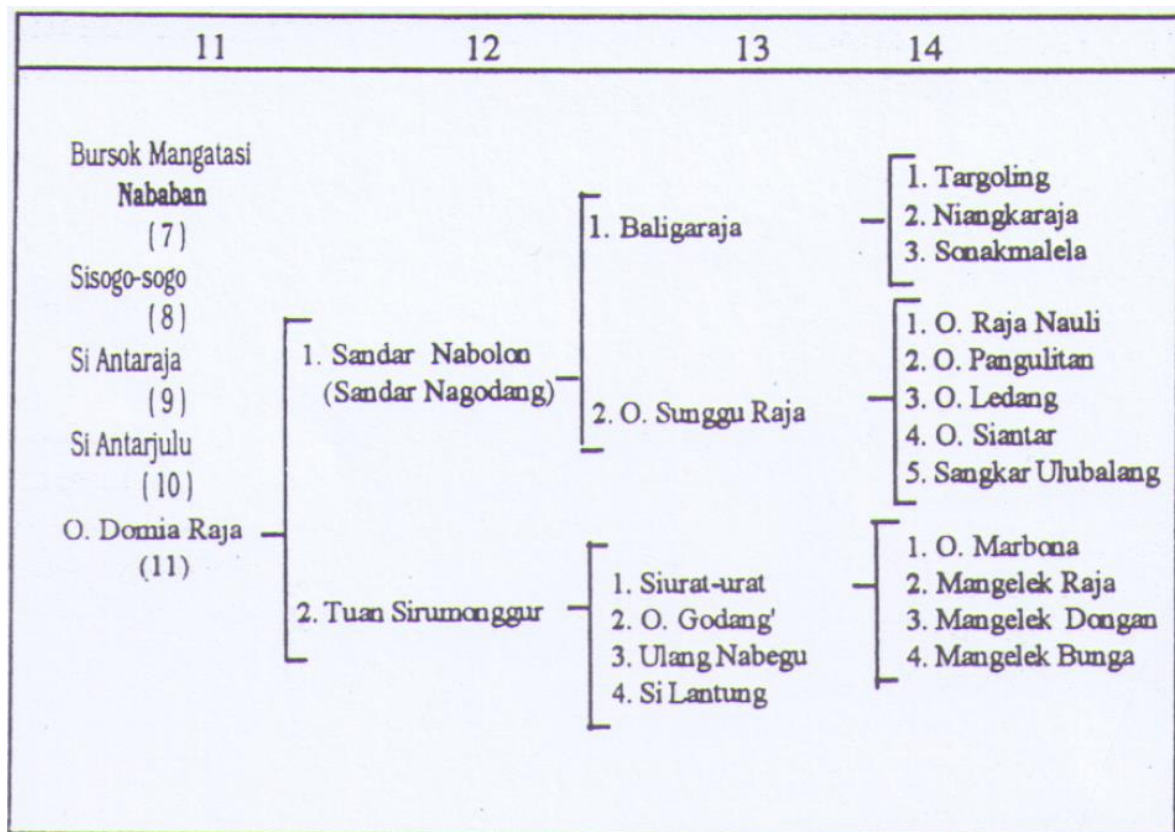 11 12 13 14
Bursok Mangatasi
Nababan
(7)
Sisogo-sogo
(8)
Si Antaraja
(9)
Si Antarjulu
(10)
O. Domia Raja
(11)
1. Sandar Nabolon
(Sandar Nagodang)
2. Tuan Sirumonggur
1. Baligaraja
2. O. Sunggu Raja
1. Siurat-urat
2. O. Godang'
3. Ulang Nabegu
4. Si Lantung
1. Targoling
2. Niangkaraja
3. Sonakmalela
1. O. Raja Nauli
2. O. Pangulitan
3. O. Ledang
4. O. Siantar
5. Sangkar Ulubalang
1. O. Marbona
2. Mangelek Raja
3. Mangelek Dongan
4. Mangelek Bunga